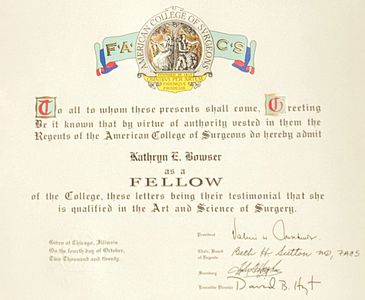 AMERICAN COLLEGE OF SURGEONS
F·A C·S
To all to whom these presents shall come, Greeting
Be it known that by virtue of authority vested in them the
Regents of the American College of Surgeons do hereby admit
Kathryn E. Bowser
as a
FELLOW
of the College, these letters being their testimonial that she
is qualified in the Art and Science of Surgery.
Given at Chicago, Illinois
On the fourth day of October,
Two Thousand and twenty.
President
Chair, Board
of Regents
Beth H. Sutton MD, FACS
Secretary
Executive Director
David B. Hoyt